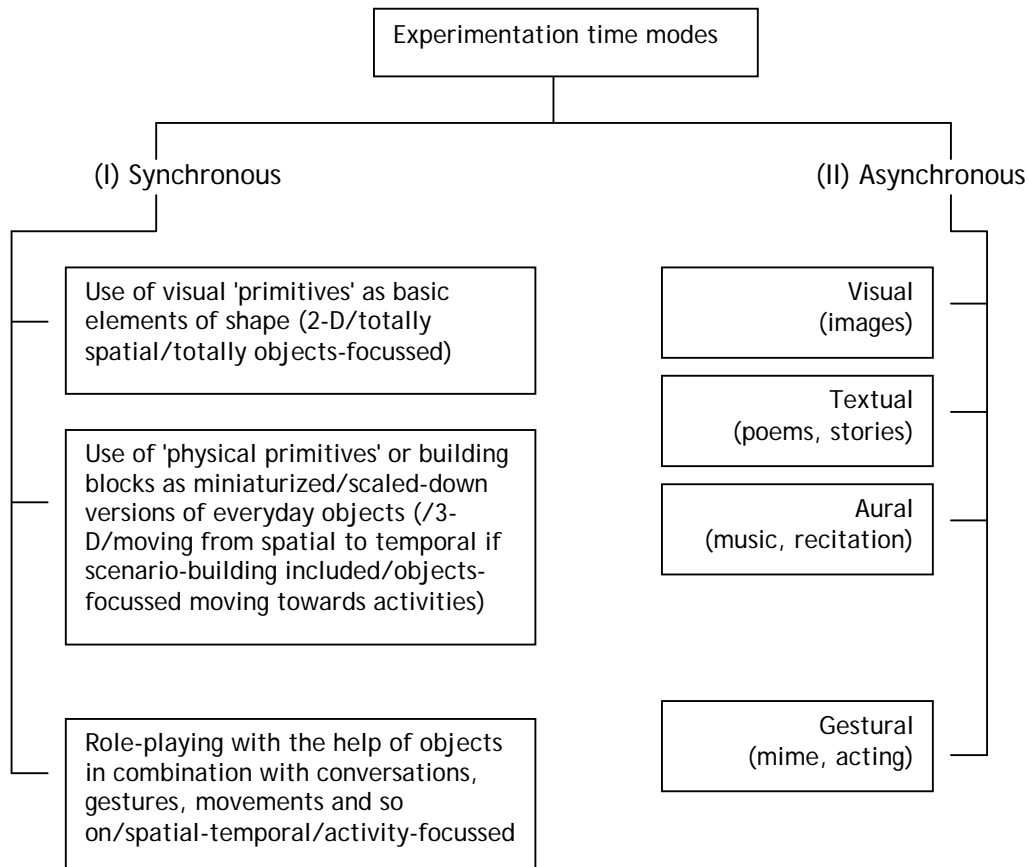 Experimentation time modes
(I) Synchronous
(II) Asynchronous
Use of visual 'primitives' as basic
elements of shape (2-D/totally
spatial/totally objects-focussed)
Use of 'physical primitives' or building
blocks as miniaturized/scaled-down
versions of everyday objects (/3-
D/moving from spatial to temporal if
scenario-building included/objects-
focussed moving towards activities)
Role-playing with the help of objects
in combination with conversations,
gestures, movements and so
on/spatial-temporal/activity-focussed
Visual
(images)
Textual
(poems, stories)
Aural
(music, recitation)
Gestural
(mime, acting)